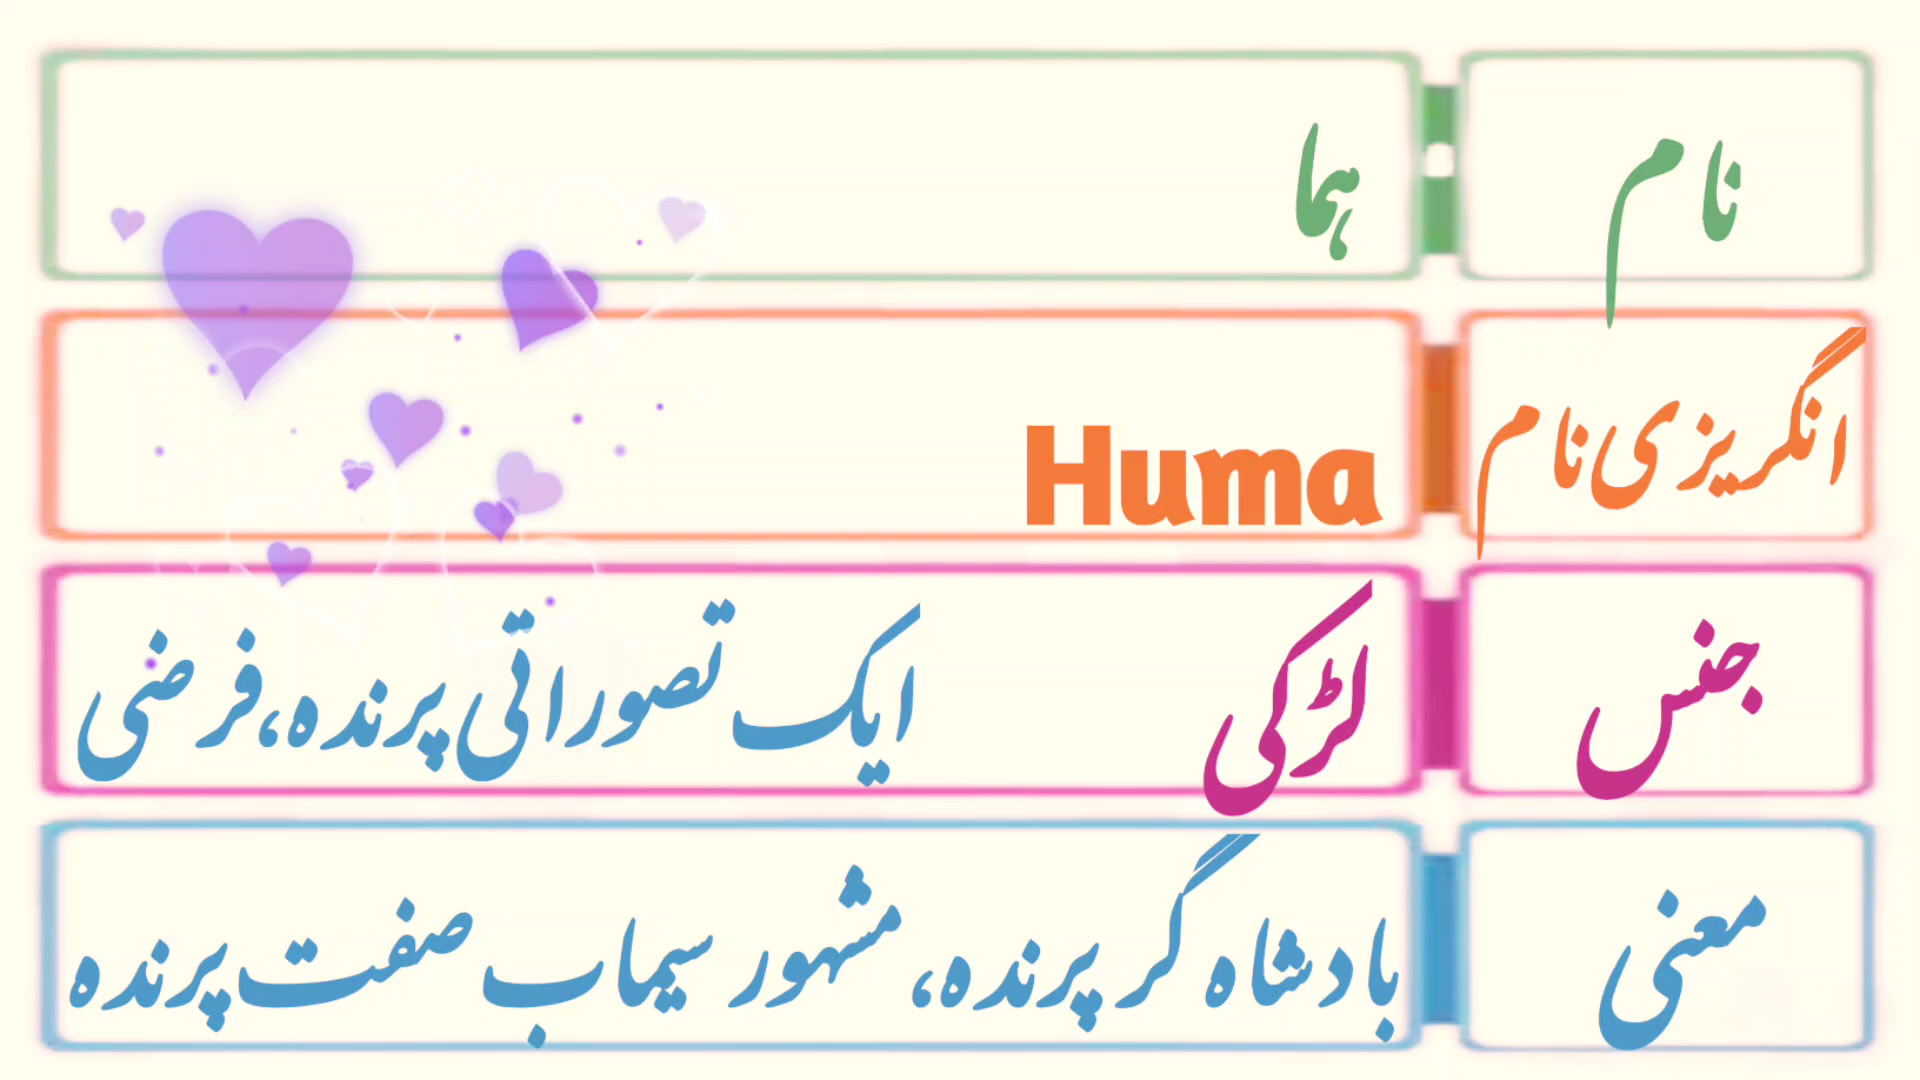 نام ہما
انگریزی نام Huma
جنس لڑکی ایک تصوراتی پرندہ، فرضی
معنی بادشاہ گر پرندہ، مشہور سیماب صفت پرندہ